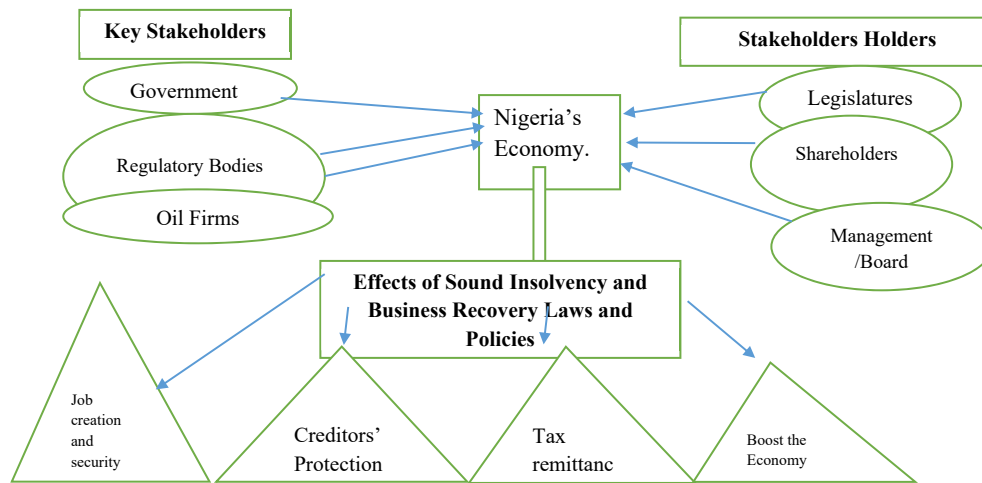 Key Stakeholders
Government
Regulatory Bodies
Oil Firms
Nigeria’s
Economy.
Stakeholders Holders
Legislatures
Shareholders
Management
/Board
Effects of Sound Insolvency and
Business Recovery Laws and
Policies
Job
creation
and
security
Creditors’
Protection
Tax
remittanc
Boost the
Economy